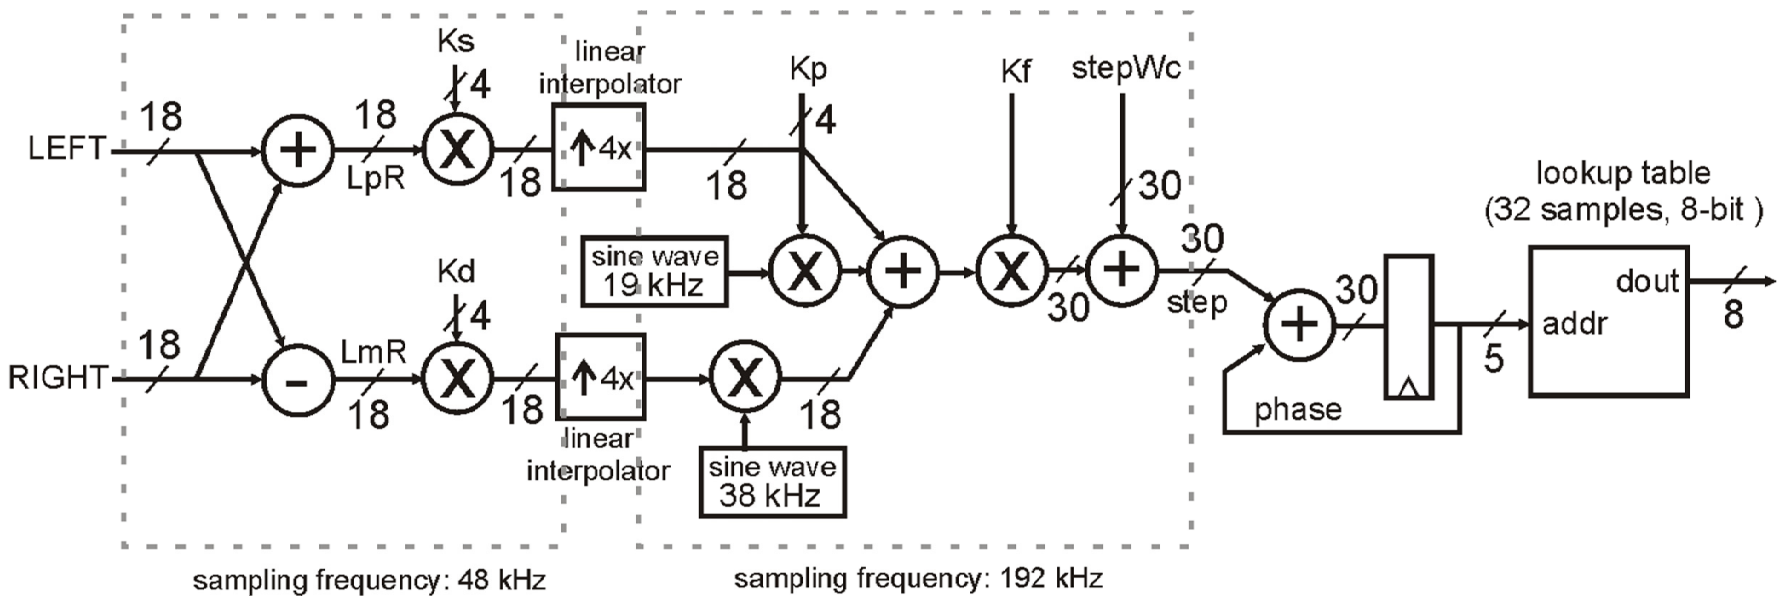 Ks
linear
interpolator
4
Kp
Kf
stepWc
4
18
18
LEFT
+
X
↑ 4x
LpR
18
18
30
lookup table
(32 samples, 8-bit )
sine wave
19 kHz
X
+
X
+
30
30
step
+
30
dout
8
addr
5
phase
Kd
4
18
LmR
RIGHT
-
18
X
18
↑ 4x
X
18
linear
interpolator
sine wave
38 kHz
sampling frequency: 48 kHz
sampling frequency: 192 kHz